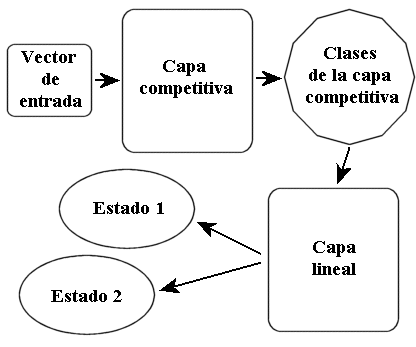 Vector
de
entrada
Capa
competitiva
Clases
de la capa
competitiva
Estado 1
Estado 2
Capa
lineal